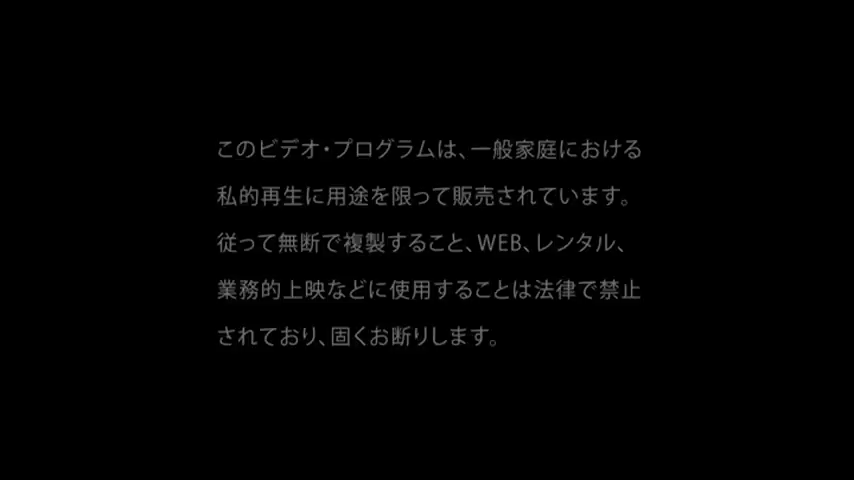 このビデオ・プログラムは、一般家庭における
私的再生に用途を限って販売されています。
従って無断で複製すること、WEB、レンタル、
業務的上映などに使用することは法律で禁止
されており、固くお断りします。